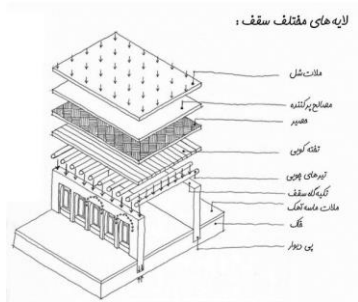 لایه های مختلف سقف :
ملات شل
مصالح پرکننده
حصیر
تخته کوبی
تیرهای چوبی
تکیه گاه سقف
ملات ماسه آهک
خاک
پی دیوار